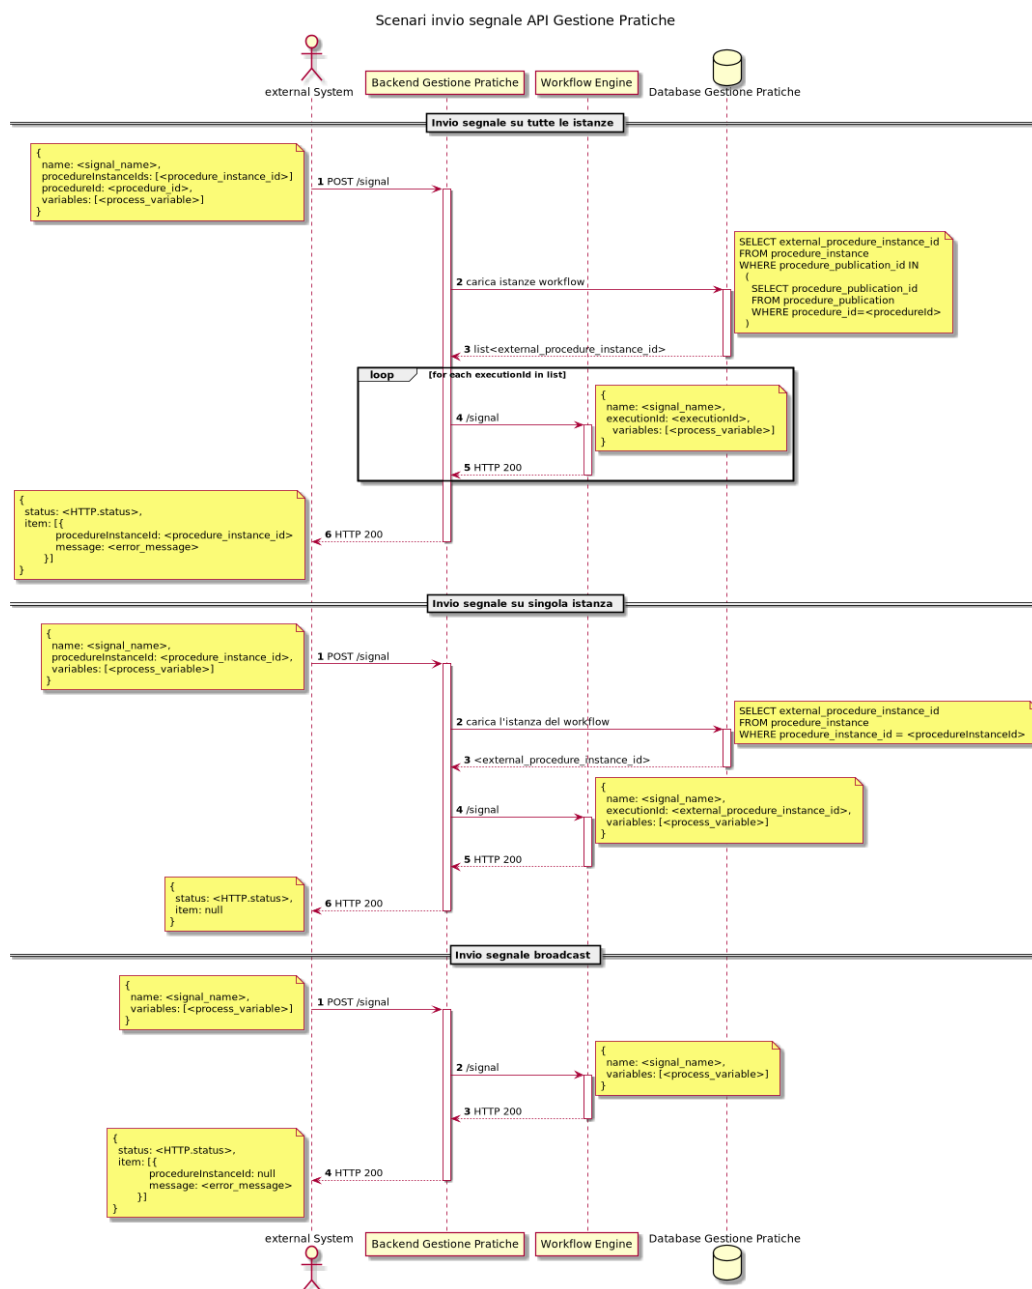 Scenari invio segnale API Gestione Pratiche
external System
Backend Gestione Pratiche
Workflow Engine
Database Gestione Pratiche
Invio segnale su tutte le istanze
{
name: <signal_name>,
procedureInstanceIds: [<procedure_instance_id>]
procedureId: <procedure_id>,
variables: [<process_variable>]
}
1 POST /signal
SELECT external_procedure_instance_id
FROM procedure_instance
WHERE procedure_publication_id IN
(
SELECT procedure_publication_id
FROM procedure_publication
WHERE procedure_id=<procedureId>
)
2 carica istanze workflow
3 list<external_procedure_instance_id>
loop
[for each executionId in list]
{
name: <signal_name>,
executionId: <executionId>,
variables: [<process_variable>]
}
4 /signal
5 HTTP 200
{
status: <HTTP.status>,
item: [{
procedureInstanceId: <procedure_instance_id>
message: <error_message>
}]
}
6 HTTP 200
Invio segnale su singola istanza
{
name: <signal_name>,
procedureInstanceId: <procedure_instance_id>,
variables: [<process_variable>]
}
1 POST /signal
SELECT external_procedure_instance_id
FROM procedure_instance
WHERE procedure_instance_id = <procedureInstanceId>
2 carica l'istanza del workflow
3 <external_procedure_instance_id>
{
name: <signal_name>,
executionId: <external_procedure_instance_id>,
variables: [<process_variable>]
}
4 /signal
5 HTTP 200
{
status: <HTTP.status>,
item: null
}
6 HTTP 200
Invio segnale broadcast
{
name: <signal_name>,
variables: [<process_variable>]
}
1 POST /signal
{
name: <signal_name>,
variables: [<process_variable>]
}
2 /signal
3 HTTP 200
{
status: <HTTP.status>,
item: [{
procedureInstanceId: null
message: <error_message>
}]
}
4 HTTP 200
external System
Backend Gestione Pratiche
Workflow Engine
Database Gestione Pratiche